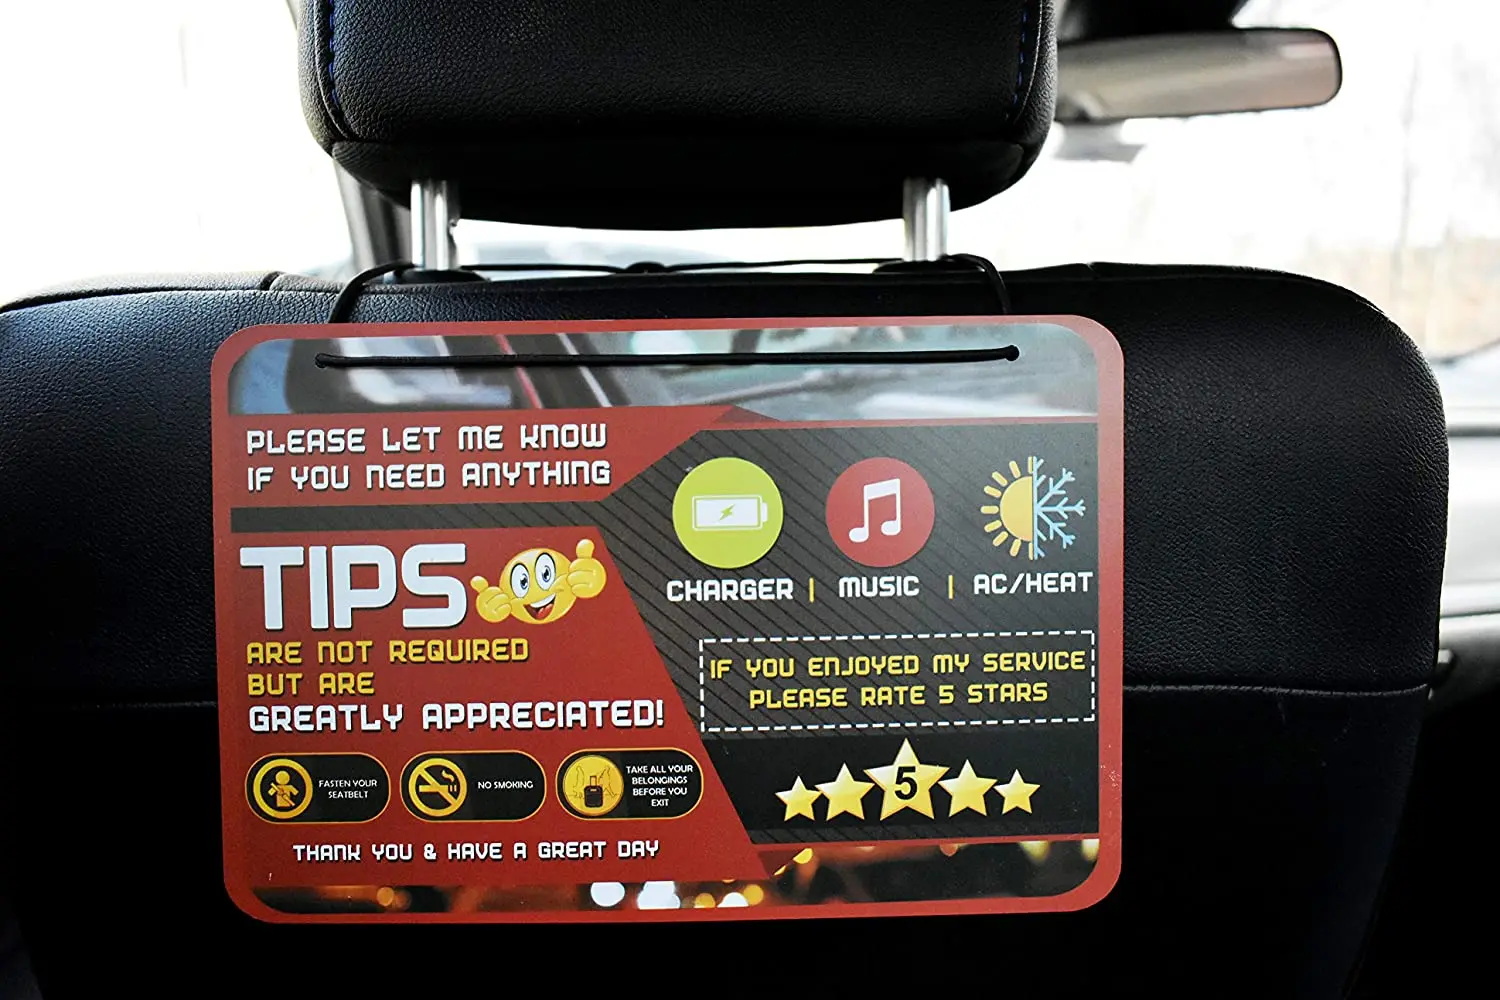 PLEASE LET ME KNOW
IF YOU NEED ANYTHING
TIPS
ARE NOT REQUIRED
BUT ARE
GREATLY APPRECIATED!
FASTEN YOUR
SEATBELT
NO SMOKING
TAKE ALL YOUR
BELONGINGS
BEFORE YOU
EXIT
THANK YOU & HAVE A GREAT DAY
CHARGER | MUSIC | AC/HEAT
IF YOU ENJOYED MY SERVICE
PLEASE RATE 5 STARS
5